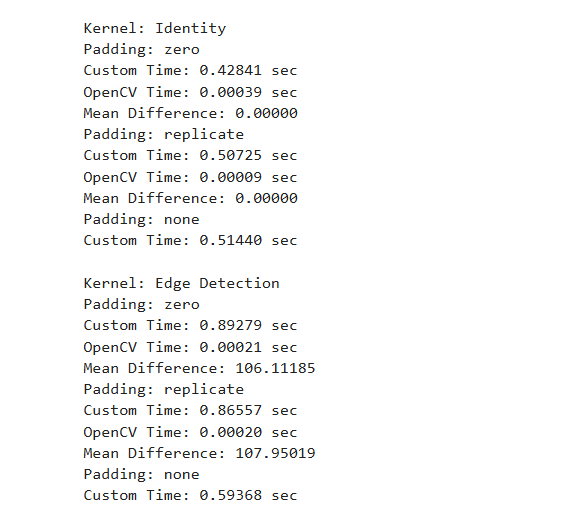 Kernel: Identity
Padding: zero
Custom Time: 0.42841 sec
OpenCV Time: 0.00039 sec
Mean Difference: 0.00000
Padding: replicate
Custom Time: 0.50725 sec
OpenCV Time: 0.00009 sec
Mean Difference: 0.00000
Padding: none
Custom Time: 0.51440 sec
Kernel: Edge Detection
Padding: zero
Custom Time: 0.89279 sec
OpenCV Time: 0.00021 sec
Mean Difference: 106.11185
Padding: replicate
Custom Time: 0.86557 sec
OpenCV Time: 0.00020 sec
Mean Difference: 107.95019
Padding: none
Custom Time: 0.59368 sec